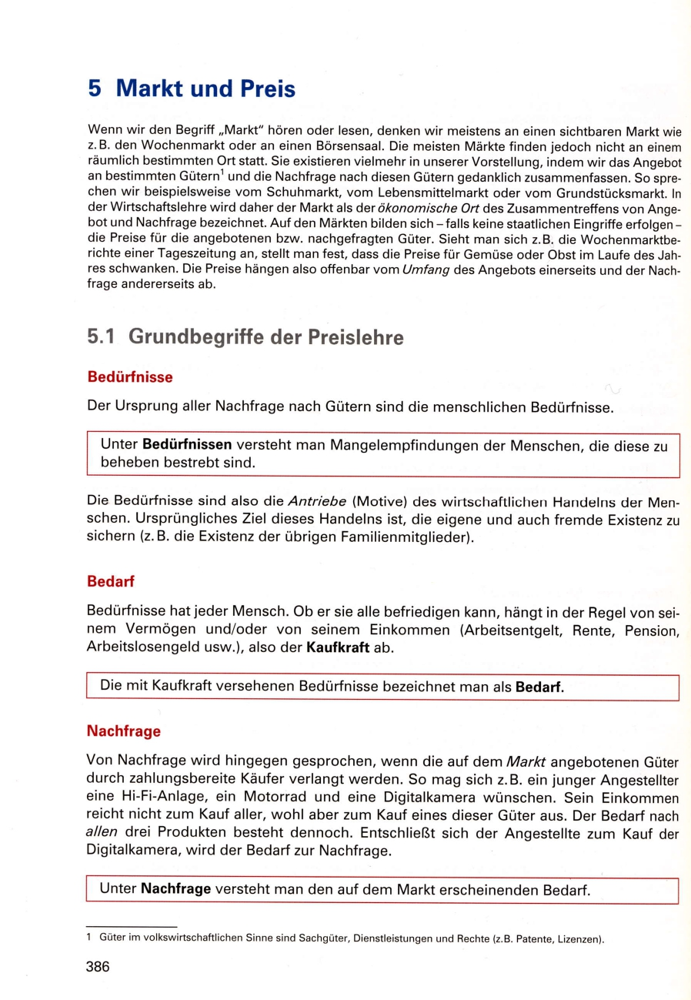 5 Markt und Preis
Wenn wir den Begriff „Markt“ hören oder lesen, denken wir meistens an einen sichtbaren Markt wie
z.B. den Wochenmarkt oder an einen Börsensaal. Die meisten Märkte finden jedoch nicht an einem
räumlich bestimmten Ort statt. Sie existieren vielmehr in unserer Vorstellung, indem wir das Angebot
an bestimmten Gütern¹ und die Nachfrage nach diesen Gütern gedanklich zusammenfassen. So spre-
chen wir beispielsweise vom Schuhmarkt, vom Lebensmittelmarkt oder vom Grundstücksmarkt. In
der Wirtschaftslehre wird daher der Markt als der ökonomische Ort des Zusammentreffens von Ange-
bot und Nachfrage bezeichnet. Auf den Märkten bilden sich – falls keine staatlichen Eingriffe erfolgen –
die Preise für die angebotenen bzw. nachgefragten Güter. Sieht man sich z.B. die Wochenmarktbe-
richte einer Tageszeitung an, stellt man fest, dass die Preise für Gemüse oder Obst im Laufe des Jah-
res schwanken. Die Preise hängen also offenbar vom Umfang des Angebots einerseits und der Nach-
frage andererseits ab.
5.1 Grundbegriffe der Preislehre
Bedürfnisse
Der Ursprung aller Nachfrage nach Gütern sind die menschlichen Bedürfnisse.
Unter Bedürfnissen versteht man Mangelempfindungen der Menschen, die diese zu
beheben bestrebt sind.
Die Bedürfnisse sind also die Antriebe (Motive) des wirtschaftlichen Handelns der Men-
schen. Ursprüngliches Ziel dieses Handelns ist, die eigene und auch fremde Existenz zu
sichern (z.B. die Existenz der übrigen Familienmitglieder).
Bedarf
Bedürfnisse hat jeder Mensch. Ob er sie alle befriedigen kann, hängt in der Regel von sei-
nem Vermögen und/oder von seinem Einkommen (Arbeitsentgelt, Rente, Pension,
Arbeitslosengeld usw.), also der Kaufkraft ab.
Die mit Kaufkraft versehenen Bedürfnisse bezeichnet man als Bedarf.
Nachfrage
Von Nachfrage wird hingegen gesprochen, wenn die auf dem Markt angebotenen Güter
durch zahlungsbereite Käufer verlangt werden. So mag sich z.B. ein junger Angestellter
eine Hi-Fi-Anlage, ein Motorrad und eine Digitalkamera wünschen. Sein Einkommen
reicht nicht zum Kauf aller, wohl aber zum Kauf eines dieser Güter aus. Der Bedarf nach
allen drei Produkten besteht dennoch. Entschließt sich der Angestellte zum Kauf der
Digitalkamera, wird der Bedarf zur Nachfrage.
Unter Nachfrage versteht man den auf dem Markt erscheinenden Bedarf.
1 Güter im volkswirtschaftlichen Sinne sind Sachgüter, Dienstleistungen und Rechte (z.B. Patente, Lizenzen).
386